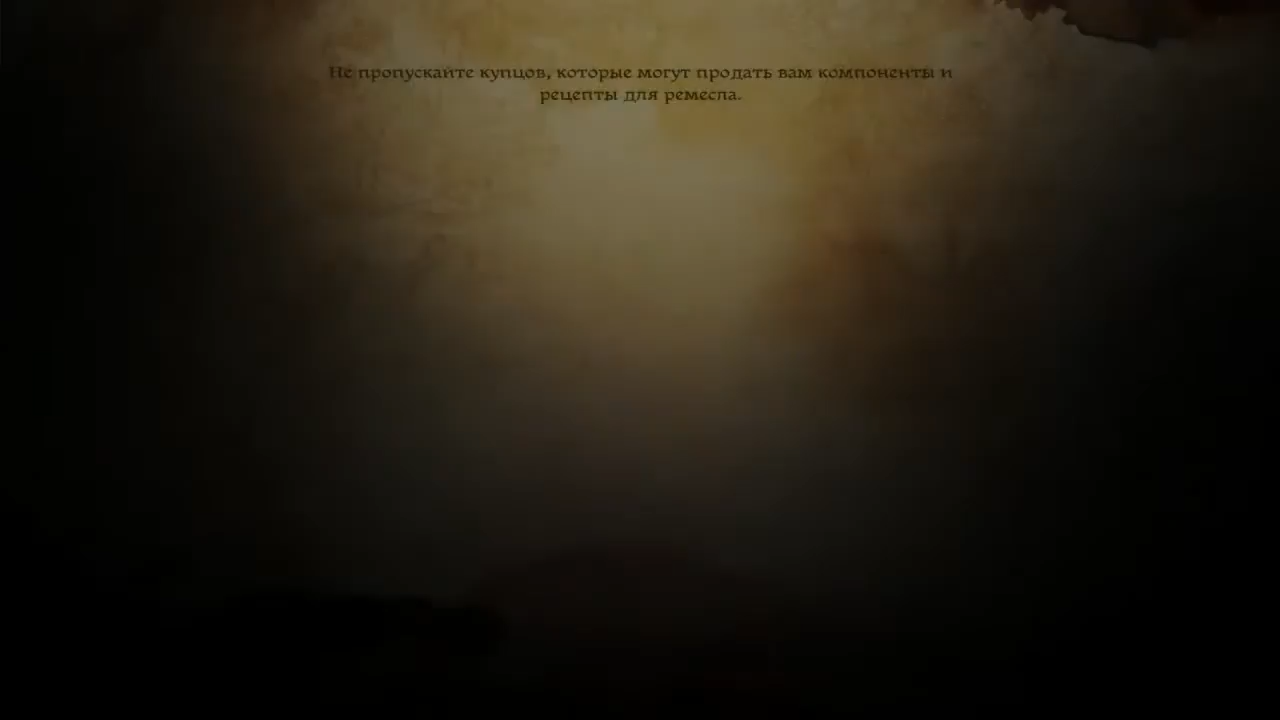 Не пропускайте купцов, которые могут продать вам компоненты и
рецепты для ремесла.